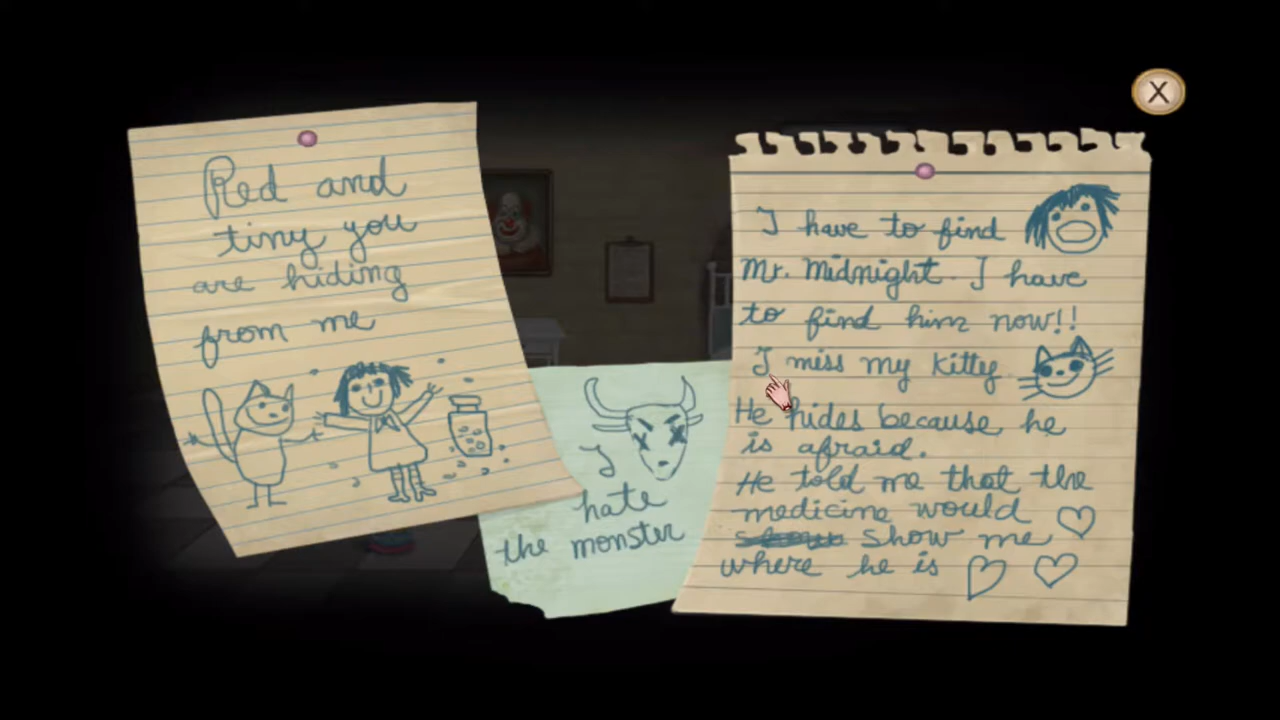 Red and
tiny you
are hiding
from me
I
hate
the monster
I have to find
Mr. Midnight. I have
to find him now!!
I miss my Kitty
He hides because he
is afraid.
He told me that the
medicine would
show me
where he is
X